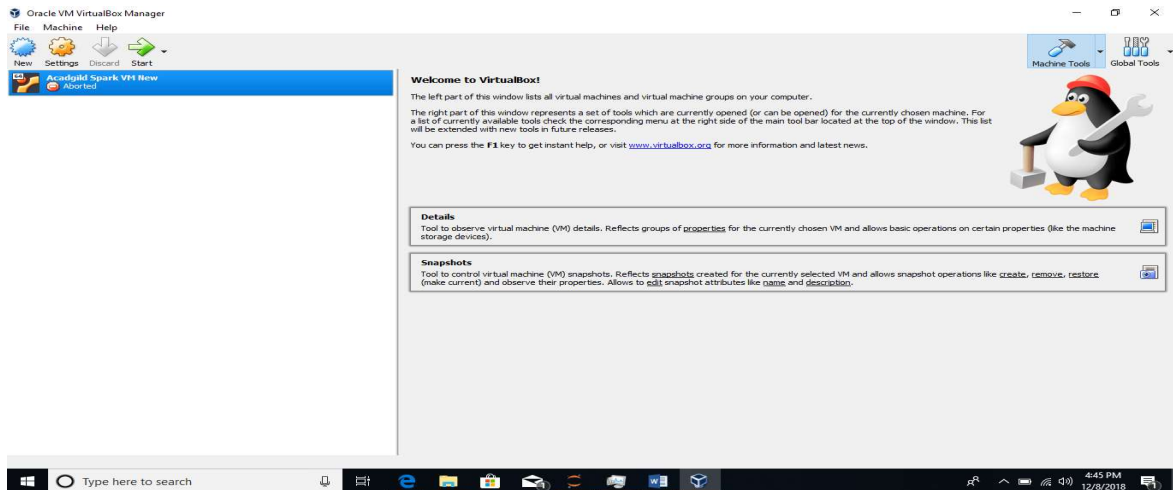 Oracle VM VirtualBox Manager
File Machine Help
New Settings Discard Start
Machine Tools Global Tools
64
Acadgild Spark VM New
Aborted
Welcome to VirtualBox!
The left part of this window lists all virtual machines and virtual machine groups on your computer.
The right part of this window represents a set of tools which are currently opened (or can be opened) for the currently chosen machine. For
a list of currently available tools check the corresponding menu at the right side of the main tool bar located at the top of the window. This list
will be extended with new tools in future releases.
You can press the F1 key to get instant help, or visit www.virtualbox.org for more information and latest news.
Details
Tool to observe virtual machine (VM) details. Reflects groups of properties for the currently chosen VM and allows basic operations on certain properties (like the machine
storage devices).
Snapshots
Tool to control virtual machine (VM) snapshots. Reflects snapshots created for the currently selected VM and allows snapshot operations like create, remove, restore
(make current) and observe their properties. Allows to edit snapshot attributes like name and description.
Type here to search
4:45 PM
12/8/2018